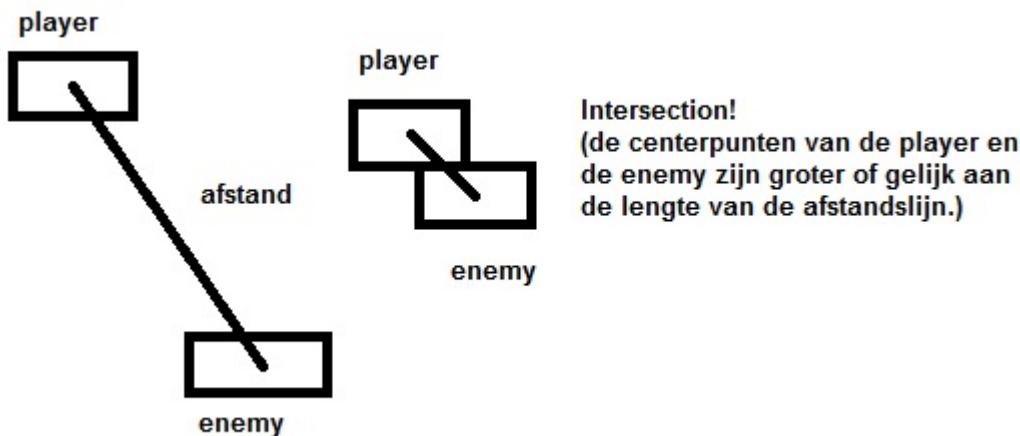 player
afstand
enemy
player
enemy
Intersection!
(de centerpunten van de player en
de enemy zijn groter of gelijk aan
de lengte van de afstandslijn.)